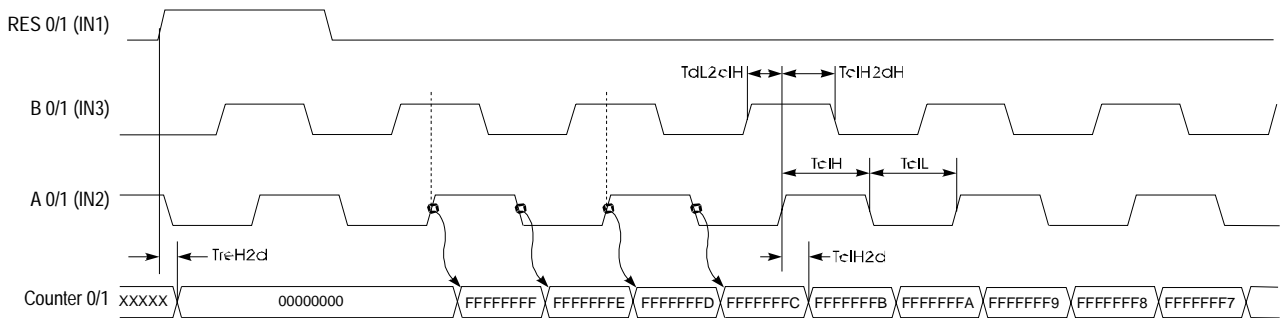 RES 0/1 (IN1)
TdL2clH TclH2dH
B 0/1 (IN3)
TclH TclL
A 0/1 (IN2)
TreH2d TclH2d
Counter 0/1 XXXXX 00000000 FFFFFFFFF FFFFFFFE FFFFFFFD FFFFFFFC FFFFFFFB FFFFFFFA FFFFFFF9 FFFFFFF8 FFFFFFF7